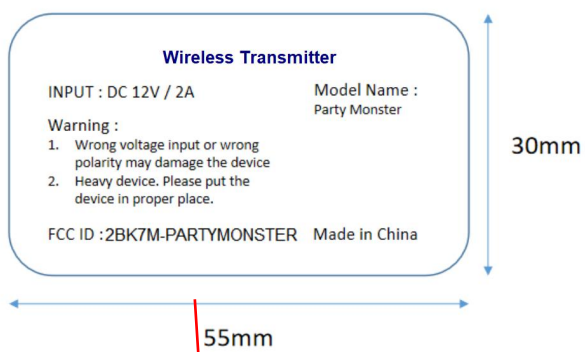 Wireless Transmitter
INPUT : DC 12V / 2A
Model Name :
Party Monster
Warning :
1. Wrong voltage input or wrong
polarity may damage the device
2. Heavy device. Please put the
device in proper place.
FCC ID :2BK7M-PARTYMONSTER
Made in China
30mm
55mm